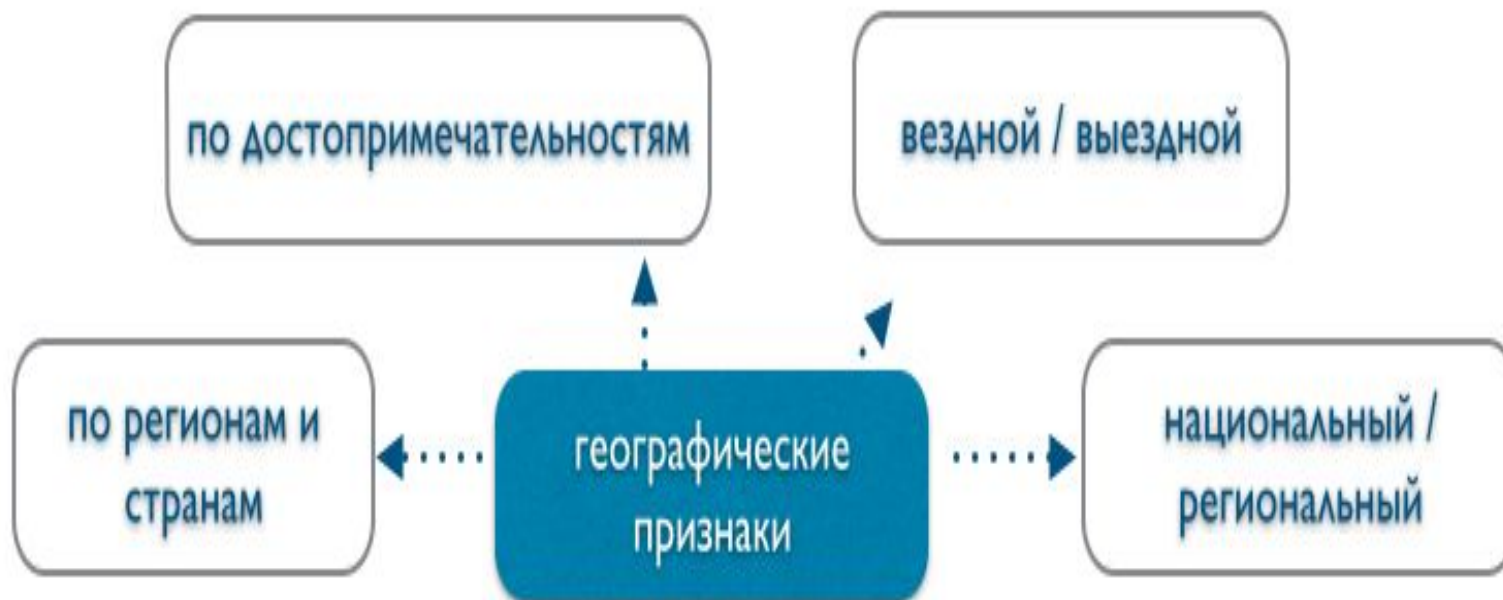 по достопримечательностям
вездной / выездной
по регионам и
странам
географические
признаки
национальный /
региональный